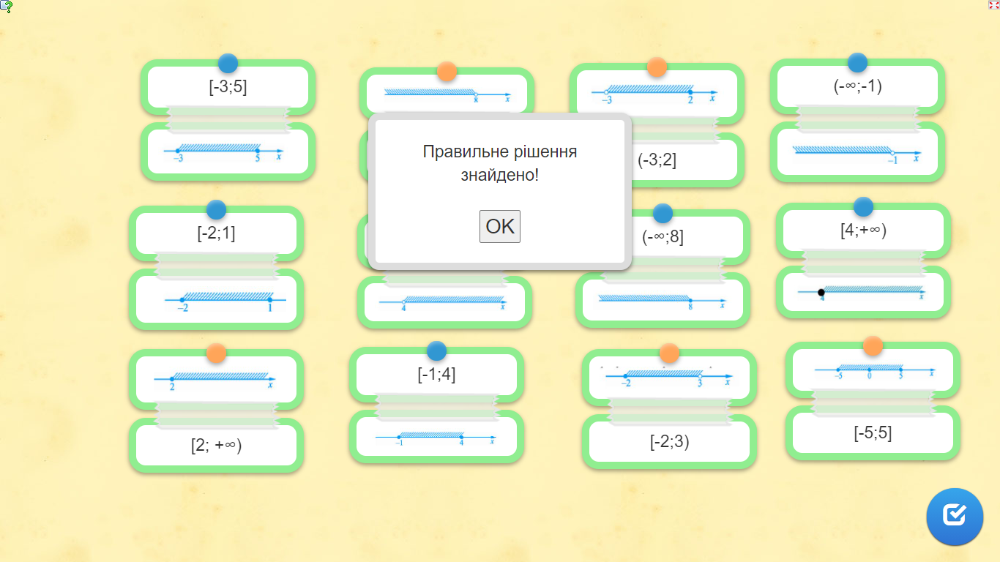 [-3;5]
-3 5 x
8 x
-3 2 x
(-3;2]
(-∞;-1)
-1 x
Правильне рішення
знайдено!
OK
[-2;1]
-2 1
4 x
(-∞;8]
8 x
[4;+∞)
4 x
2 x
[2; +∞)
[-1;4]
-1 4 x
-2 3 x
[-2;3)
-5 0 5 x
[-5;5]